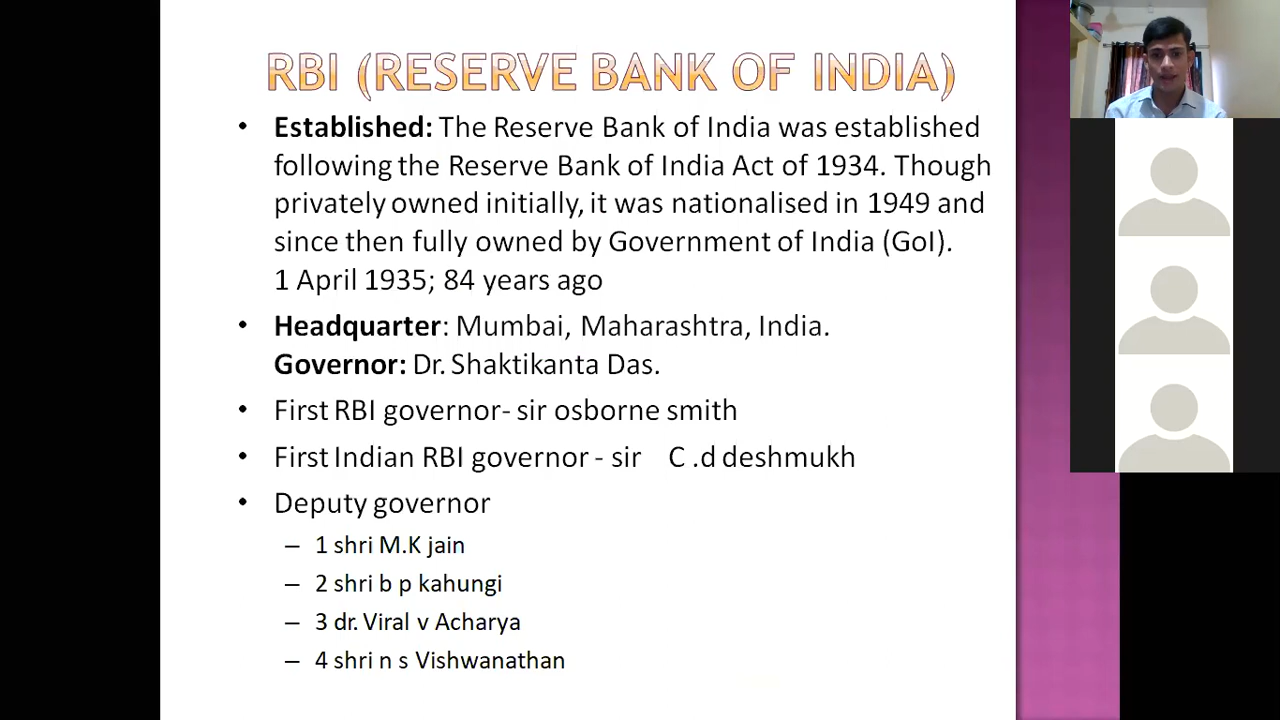 RBI (RESERVE BANK OF INDIA)
• Established: The Reserve Bank of India was established
following the Reserve Bank of India Act of 1934. Though
privately owned initially, it was nationalised in 1949 and
since then fully owned by Government of India (GoI).
1 April 1935; 84 years ago
• Headquarter: Mumbai, Maharashtra, India.
Governor: Dr. Shaktikanta Das.
• First RBI governor- sir osborne smith
• First Indian RBI governor - sir C .d deshmukh
• Deputy governor
– 1 shri M.K jain
– 2 shri b p kahungi
– 3 dr. Viral v Acharya
– 4 shri n s Vishwanathan